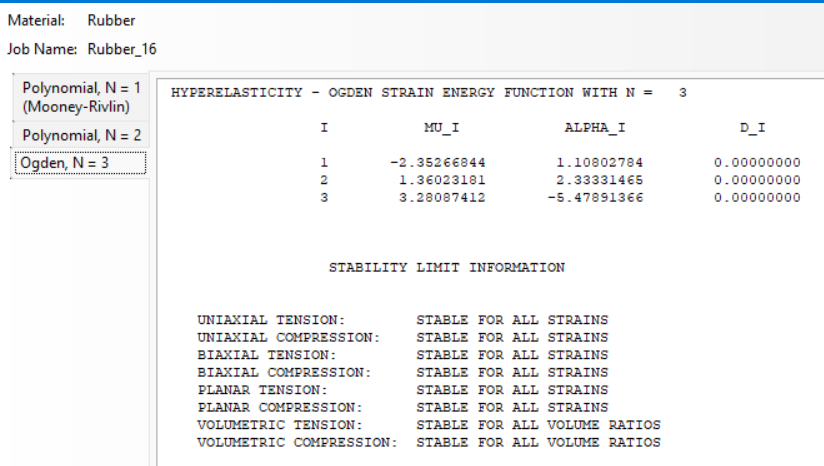 Material: Rubber
Job Name: Rubber_16
Polynomial, N = 1
(Mooney-Rivlin)
Polynomial, N = 2
Ogden, N = 3
HYPERELASTICITY - OGDEN STRAIN ENERGY FUNCTION WITH N = 3
I MU_I ALPHA_I D_I
1 -2.35266844 1.10802784 0.00000000
2 1.36023181 2.33331465 0.00000000
3 3.28087412 -5.47891366 0.00000000
STABILITY LIMIT INFORMATION
UNIAXIAL TENSION: STABLE FOR ALL STRAINS
UNIAXIAL COMPRESSION: STABLE FOR ALL STRAINS
BIAXIAL TENSION: STABLE FOR ALL STRAINS
BIAXIAL COMPRESSION: STABLE FOR ALL STRAINS
PLANAR TENSION: STABLE FOR ALL STRAINS
PLANAR COMPRESSION: STABLE FOR ALL STRAINS
VOLUMETRIC TENSION: STABLE FOR ALL VOLUME RATIOS
VOLUMETRIC COMPRESSION: STABLE FOR ALL VOLUME RATIOS